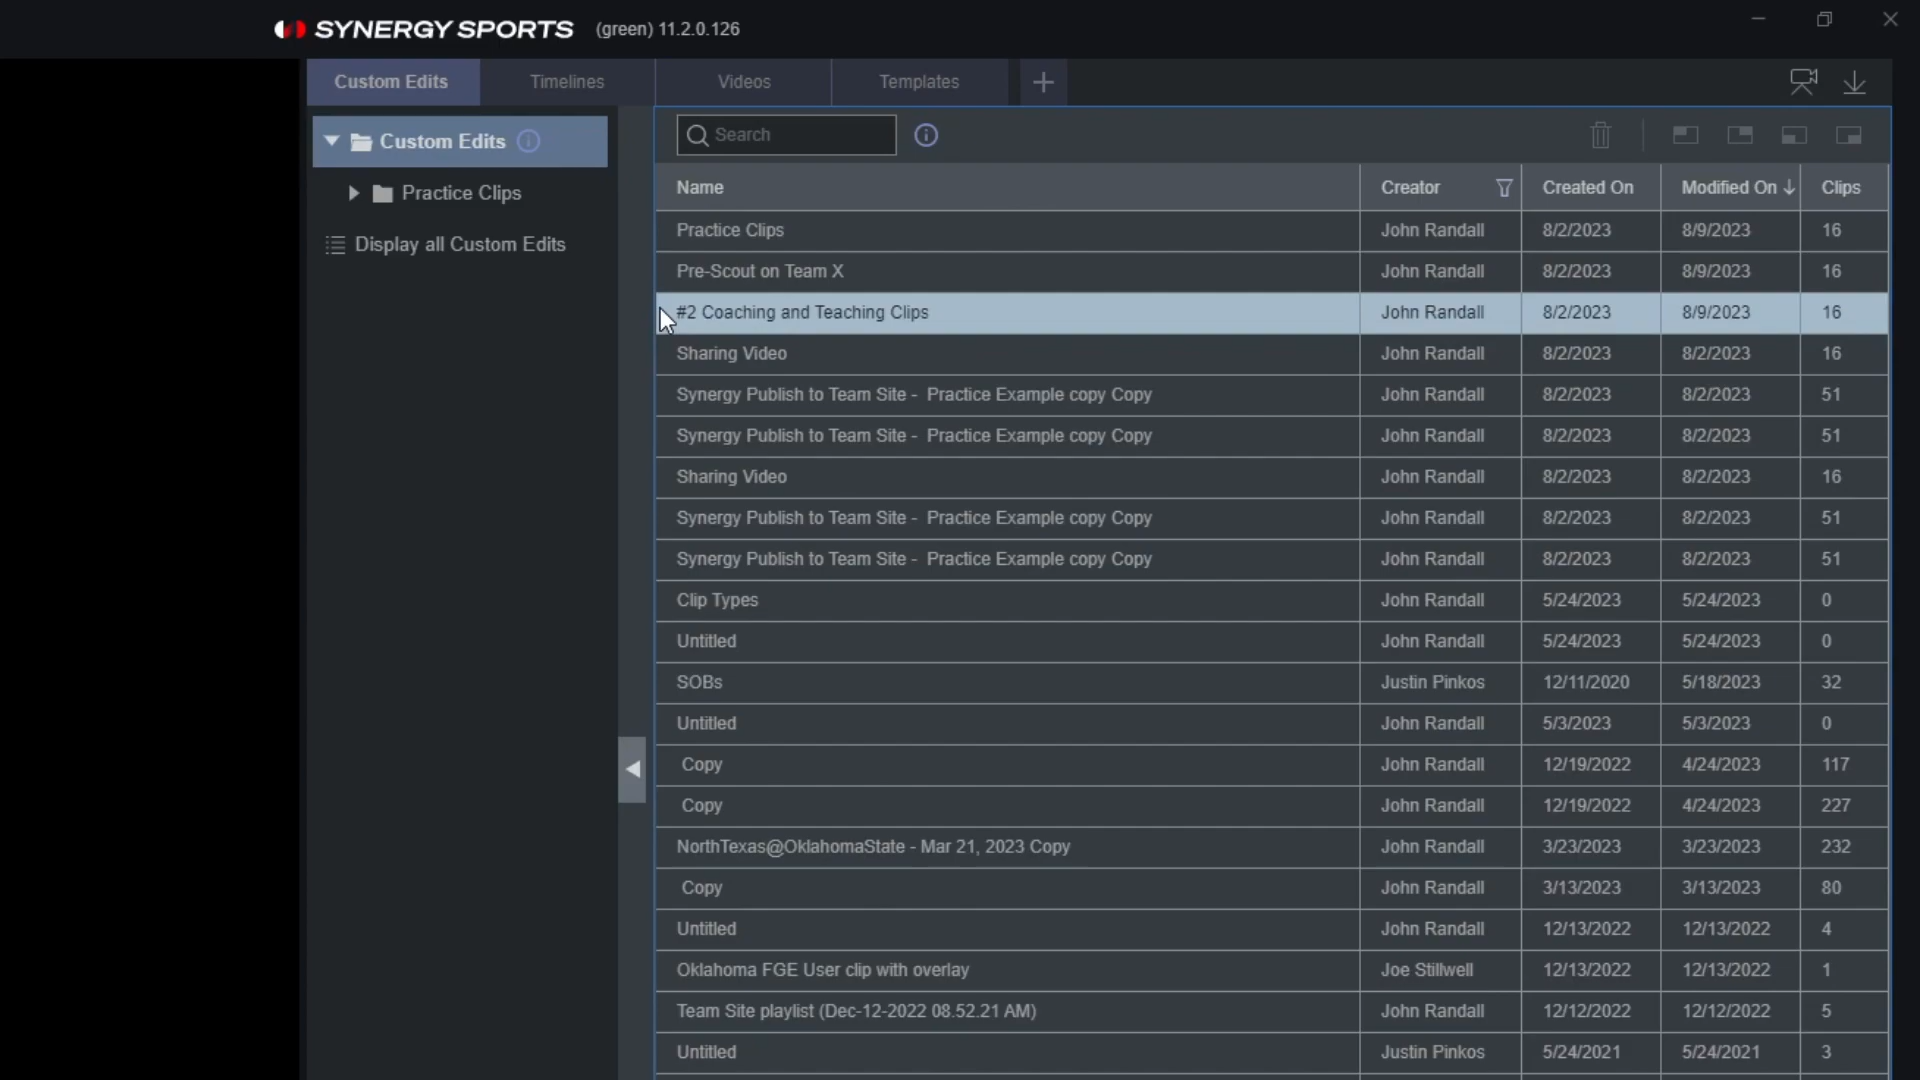 SYNERGY SPORTS (green) 11.2.0.126
Custom Edits Timelines Videos Templates
Custom Edits
Practice Clips
Display all Custom Edits
Search
Name Creator Created On Modified On Clips
Practice Clips John Randall 8/2/2023 8/9/2023 16
Pre-Scout on Team X John Randall 8/2/2023 8/9/2023 16
#2 Coaching and Teaching Clips John Randall 8/2/2023 8/9/2023 16
Sharing Video John Randall 8/2/2023 8/2/2023 16
Synergy Publish to Team Site - Practice Example copy Copy John Randall 8/2/2023 8/2/2023 51
Synergy Publish to Team Site - Practice Example copy Copy John Randall 8/2/2023 8/2/2023 51
Sharing Video John Randall 8/2/2023 8/2/2023 16
Synergy Publish to Team Site - Practice Example copy Copy John Randall 8/2/2023 8/2/2023 51
Synergy Publish to Team Site - Practice Example copy Copy John Randall 8/2/2023 8/2/2023 51
Clip Types John Randall 5/24/2023 5/24/2023 0
Untitled John Randall 5/24/2023 5/24/2023 0
SOBs Justin Pinkos 12/11/2020 5/18/2023 32
Untitled John Randall 5/3/2023 5/3/2023 0
Copy John Randall 12/19/2022 4/24/2023 117
Copy John Randall 12/19/2022 4/24/2023 227
NorthTexas@OklahomaState - Mar 21, 2023 Copy John Randall 3/23/2023 3/23/2023 232
Copy John Randall 3/13/2023 3/13/2023 80
Untitled John Randall 12/13/2022 12/13/2022 4
Oklahoma FGE User clip with overlay Joe Stillwell 12/13/2022 12/13/2022 1
Team Site playlist (Dec-12-2022 08.52.21 AM) John Randall 12/12/2022 12/12/2022 5
Untitled Justin Pinkos 5/24/2021 5/24/2021 3